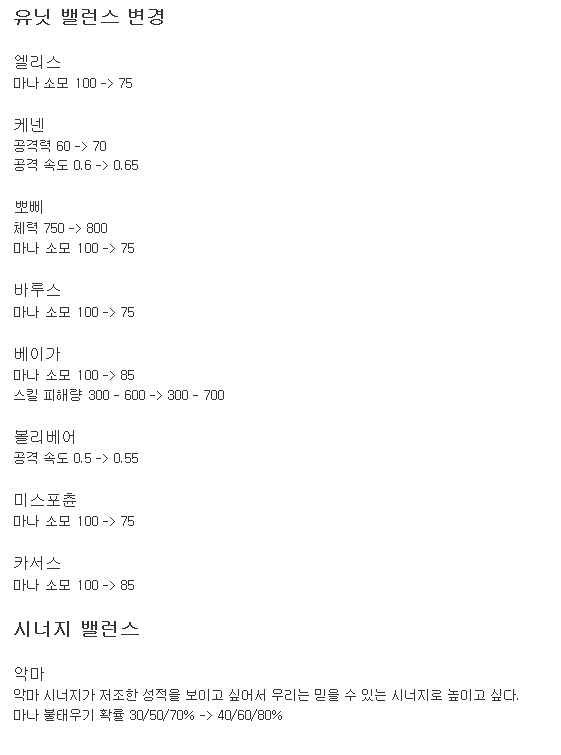 유닛 밸런스 변경
엘리스
마나 소모 100 -> 75
케넨
공격력 60 -> 70
공격 속도 0.6 -> 0.65
뽀삐
체력 750 -> 800
마나 소모 100 -> 75
바루스
마나 소모 100 -> 75
베이가
마나 소모 100 -> 85
스킬 피해량 300 - 600 -> 300 - 700
볼리베어
공격 속도 0.5 -> 0.55
미스포츈
마나 소모 100 -> 75
카서스
마나 소모 100 -> 85
시너지 밸런스
악마
악마 시너지가 저조한 성적을 보이고 싶어서 우리는 믿을 수 있는 시너지로 높이고 싶다.
마나 불태우기 확률 30/50/70% -> 40/60/80%